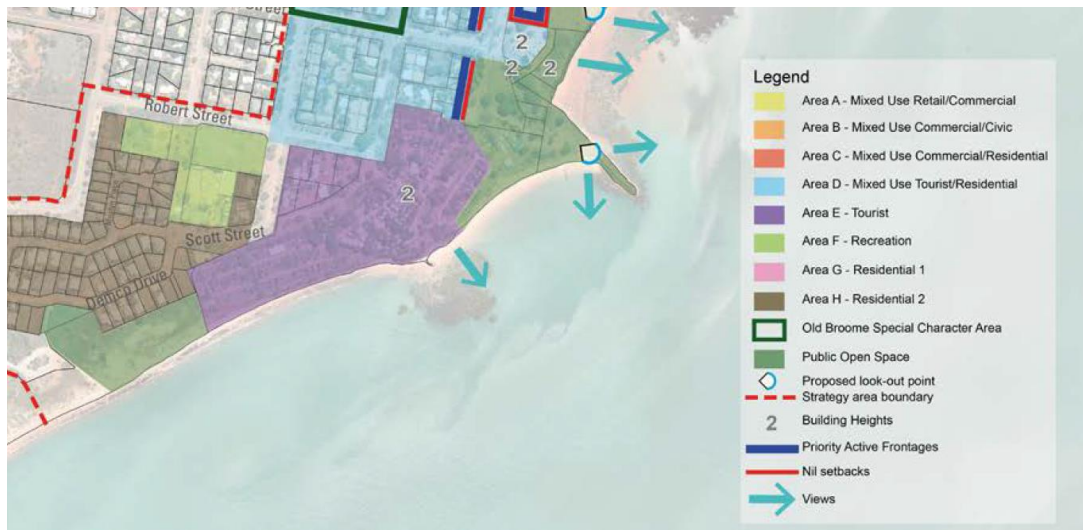 Robert Street
2
2
2
2
Scott Street
Demco Drive
Legend
Area A - Mixed Use Retail/Commercial
Area B - Mixed Use Commercial/Civic
Area C - Mixed Use Commercial/Residential
Area D - Mixed Use Tourist/Residential
Area E - Tourist
Area F - Recreation
Area G - Residential 1
Area H - Residential 2
Old Broome Special Character Area
Public Open Space
Proposed look-out point
Strategy area boundary
2 Building Heights
Priority Active Frontages
Nil setbacks
Views